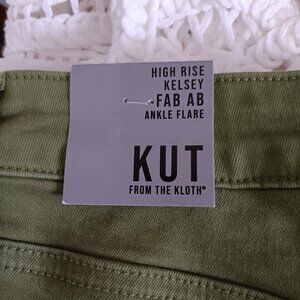 HIGH RISE
KELSEY
FAB AB
ANKLE FLARE
KUT
FROM THE KLOTH®